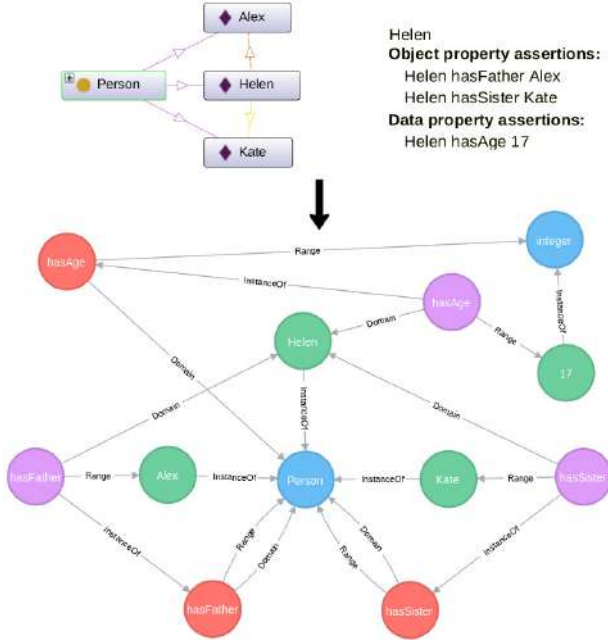 Alex
Person
Helen
Kate
Helen
Object property assertions:
Helen hasFather Alex
Helen hasSister Kate
Data property assertions:
Helen hasAge 17
hasAge
Range
integer
InstanceOf
hasAge
InstanceOf
Domain
Range
Helen
17
Domain
Domain
InstanceOf
Domain
hasFather
Range
Alex
InstanceOf
Person
InstanceOf
Kate
Range
hasSister
InstanceOf
Range
Domain
Domain
Range
InstanceOf
hasFather
hasSister